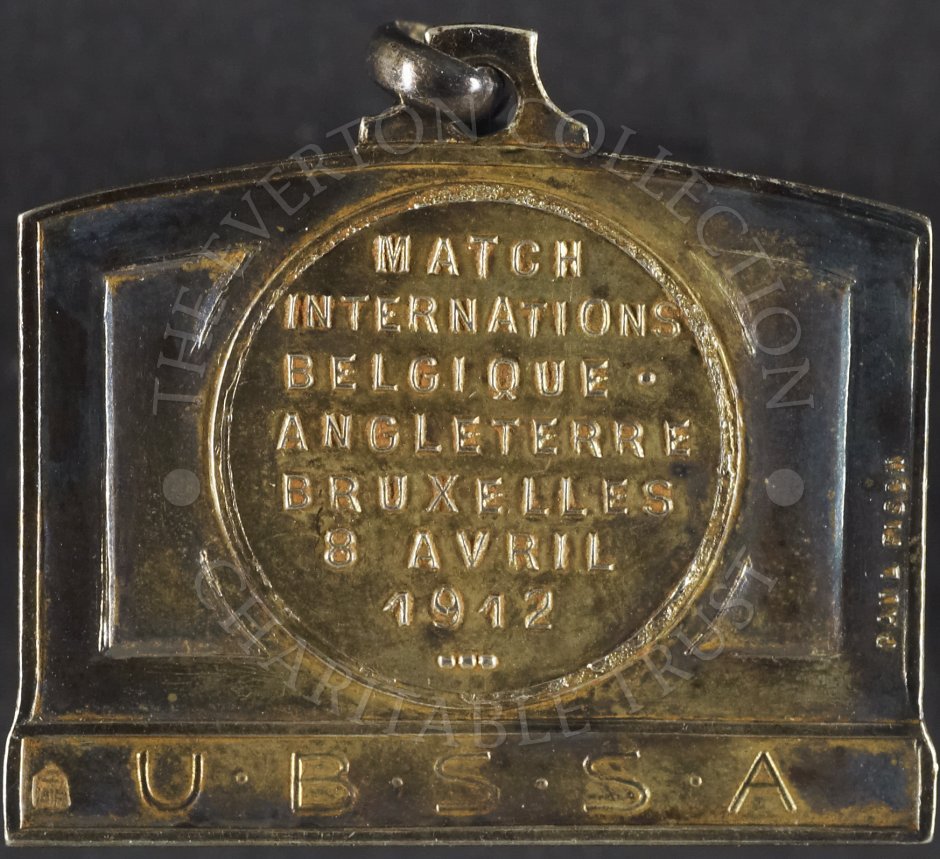 MATCH
INTERNATIONS
BELGIQUE ·
ANGLETERRE
BRUXELLES
8 AVRIL
1912
U·B·S·S·A
THE EVERTON COLLECTION
CHARITABLE TRUST